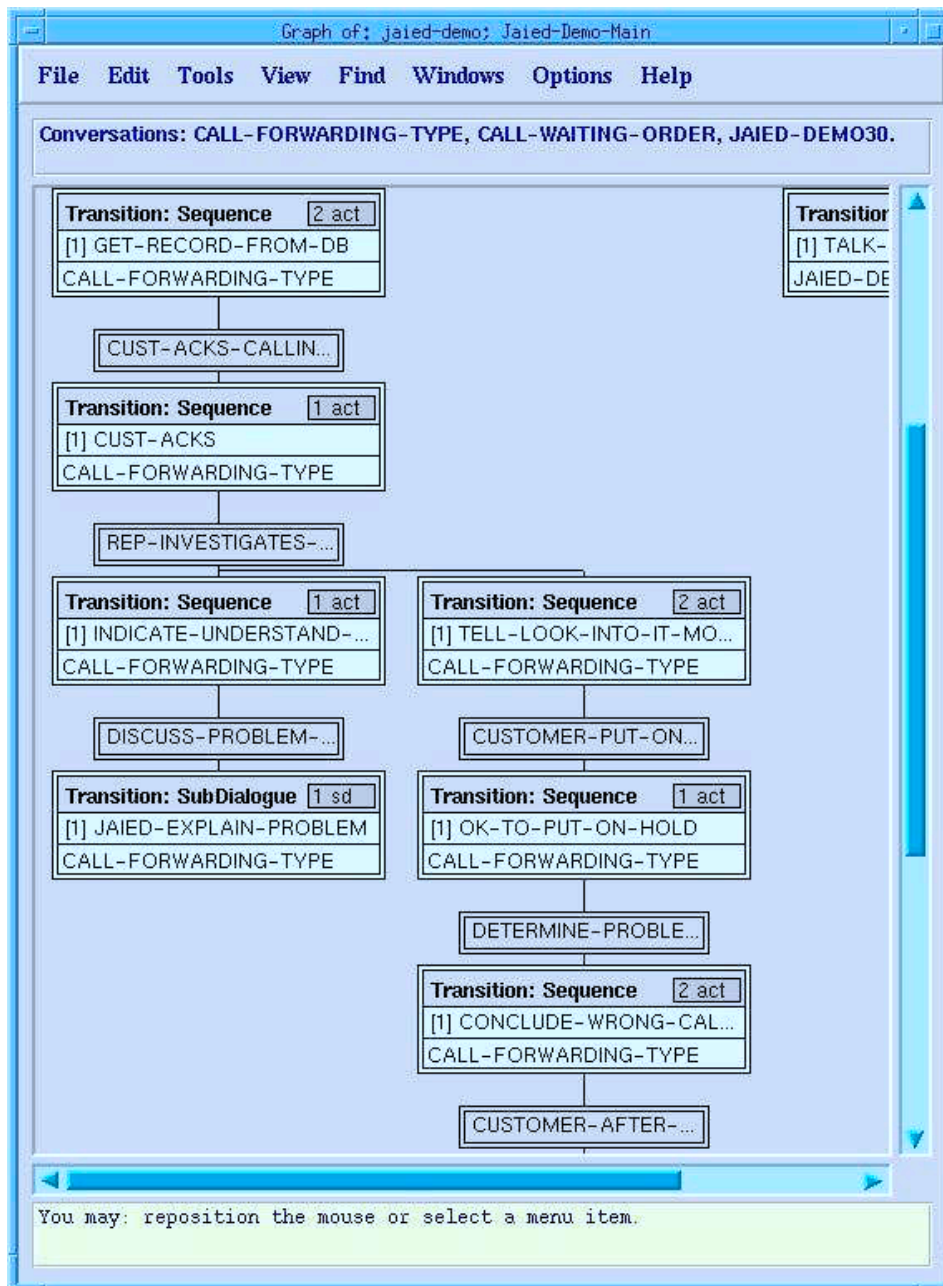 Graph of: jaied-demo; Jaied-Demo-Main
File Edit Tools View Find Windows Options Help
Conversations: CALL-FORWARDING-TYPE, CALL-WAITING-ORDER, JAIED-DEMO30.
Transition: Sequence 2 act
[1] GET-RECORD-FROM-DB
CALL-FORWARDING-TYPE
Transition
[1] TALK-
JAIED-DE
CUST-ACKS-CALLIN...
Transition: Sequence 1 act
[1] CUST-ACKS
CALL-FORWARDING-TYPE
REP-INVESTIGATES-...
Transition: Sequence 1 act
[1] INDICATE-UNDERSTAND-...
CALL-FORWARDING-TYPE
Transition: Sequence 2 act
[1] TELL-LOOK-INTO-IT-MO...
CALL-FORWARDING-TYPE
DISCUSS-PROBLEM-...
CUSTOMER-PUT-ON...
Transition: SubDialogue 1 sd
[1] JAIED-EXPLAIN-PROBLEM
CALL-FORWARDING-TYPE
Transition: Sequence 1 act
[1] OK-TO-PUT-ON-HOLD
CALL-FORWARDING-TYPE
DETERMINE-PROBLE...
Transition: Sequence 2 act
[1] CONCLUDE-WRONG-CAL...
CALL-FORWARDING-TYPE
CUSTOMER-AFTER-...
You may: reposition the mouse or select a menu item.